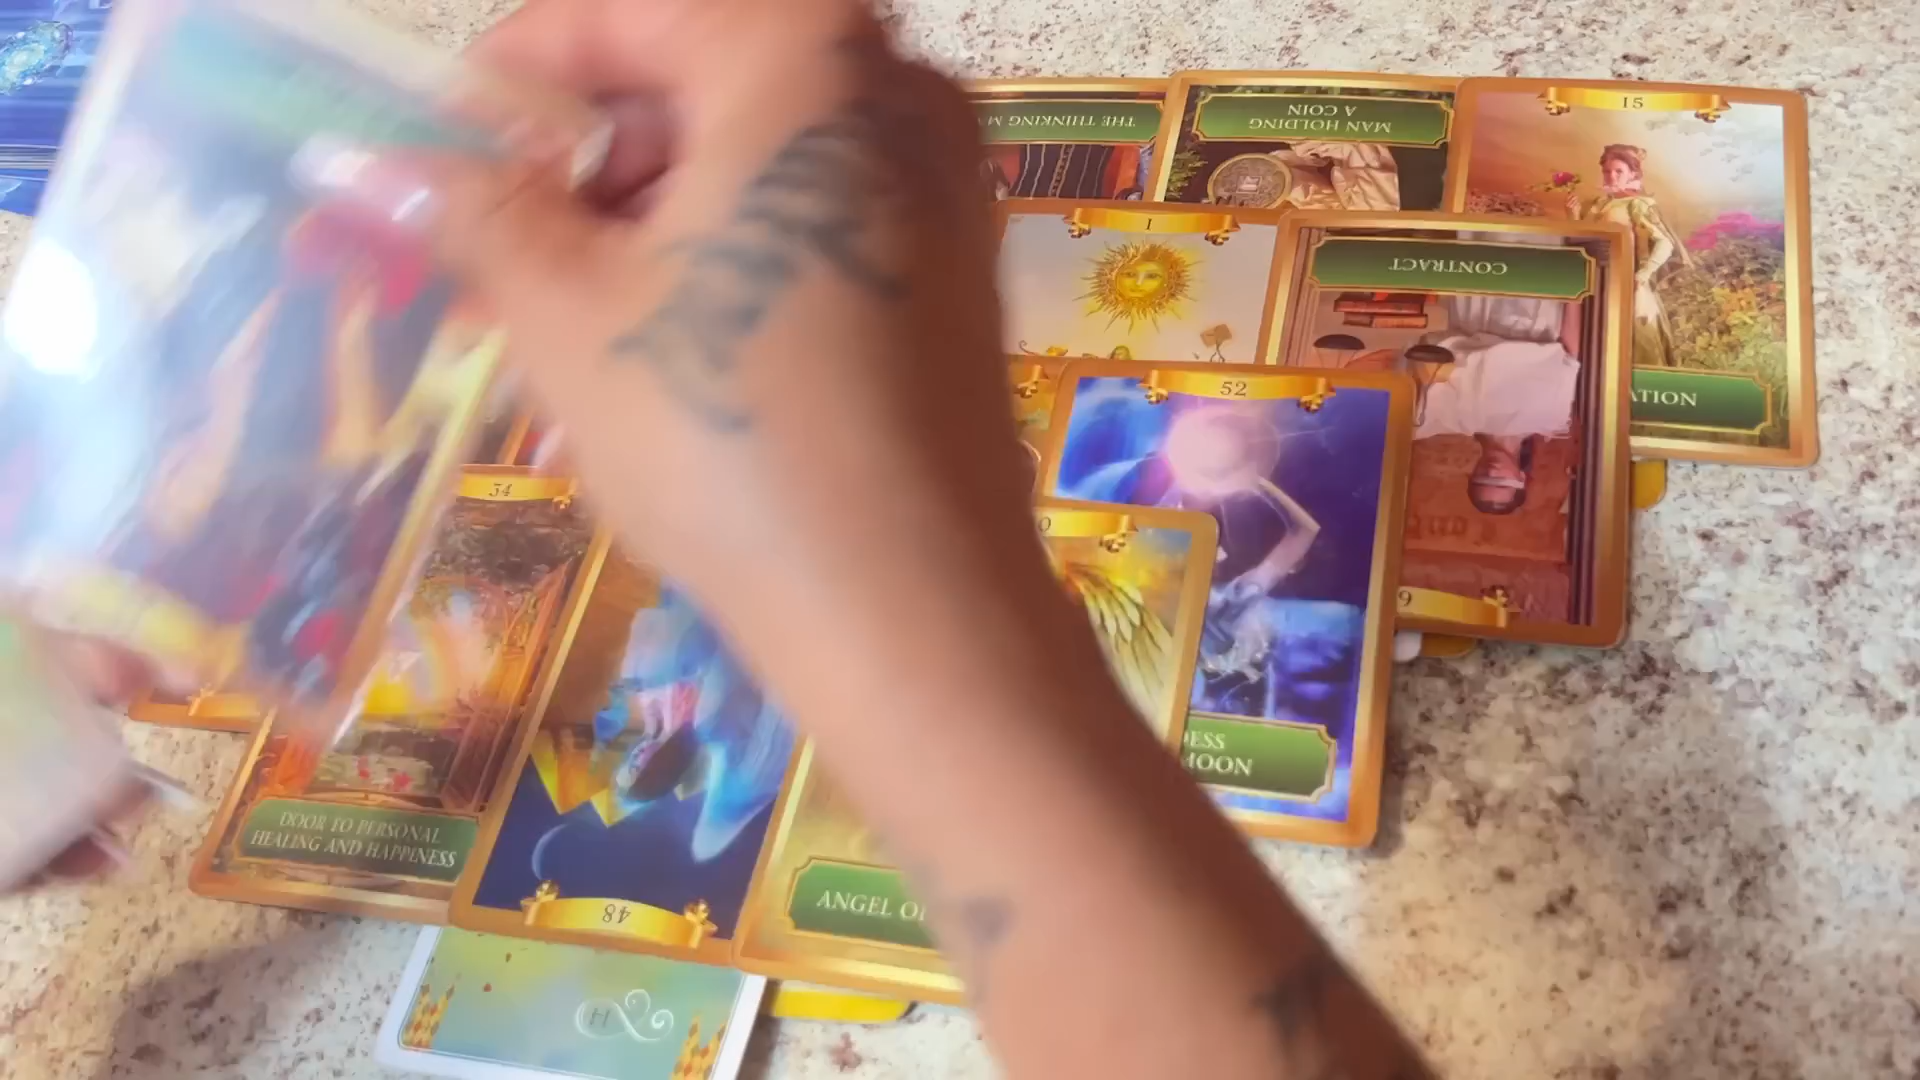 THE THINKING M
MAN HOLDING
A COIN
15
I
CONTRACT
ATION
52
34
0
9
ESS
MOON
DOOR TO PERSONAL
HEALING AND HAPPINESS
ANGEL O
48
H